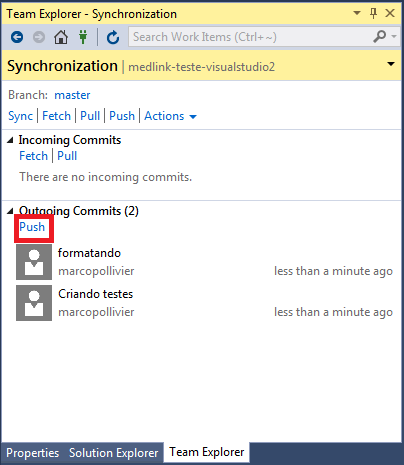 Team Explorer - Synchronization
Search Work Items (Ctrl+~)
Synchronization | medlink-teste-visualstudio2
Branch: master
Sync | Fetch | Pull | Push | Actions
Incoming Commits
Fetch | Pull
There are no incoming commits.
Outgoing Commits (2)
Push
formatando
marcopollivier less than a minute ago
Criando testes
marcopollivier less than a minute ago
Properties Solution Explorer Team Explorer